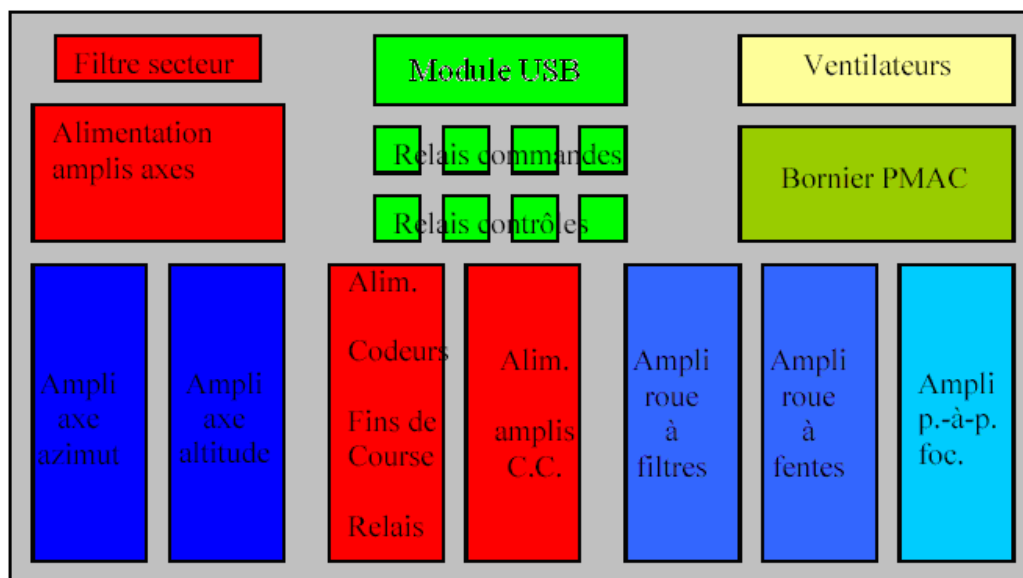 Filtre secteur
Module USB
Ventilateurs
Alimentation
amplis axes
Relais commandes
Bornier PMAC
Relais contrôles
Ampli
axe
azimut
Ampli
axe
altitude
Alim.
Codeurs
Fins de
Course
Relais
Alim.
amplis
C.C.
Ampli
roue
à
filtres
Ampli
roue
à
fentes
Ampli
p.-à-p.
foc.